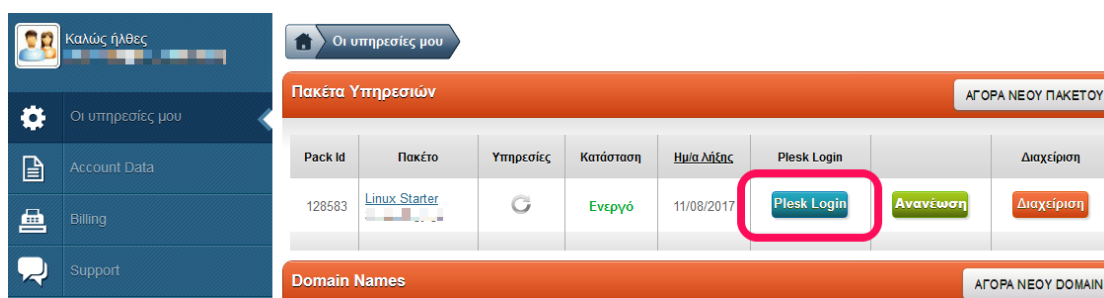 Καλώς ήλθες
Οι υπηρεσίες μου
Account Data
Billing
Support
Οι υπηρεσίες μου
Πακέτα Υπηρεσιών
ΑΓΟΡΑ ΝΕΟΥ ΠΑΚΕΤΟΥ
Pack Id Πακέτο Υπηρεσίες Κατάσταση Ημ/α Λήξης Plesk Login Διαχείριση
128583 Linux Starter Ενεργό 11/08/2017 Plesk Login Ανανέωση Διαχείριση
Domain Names
ΑΓΟΡΑ ΝΕΟΥ DOMAIN